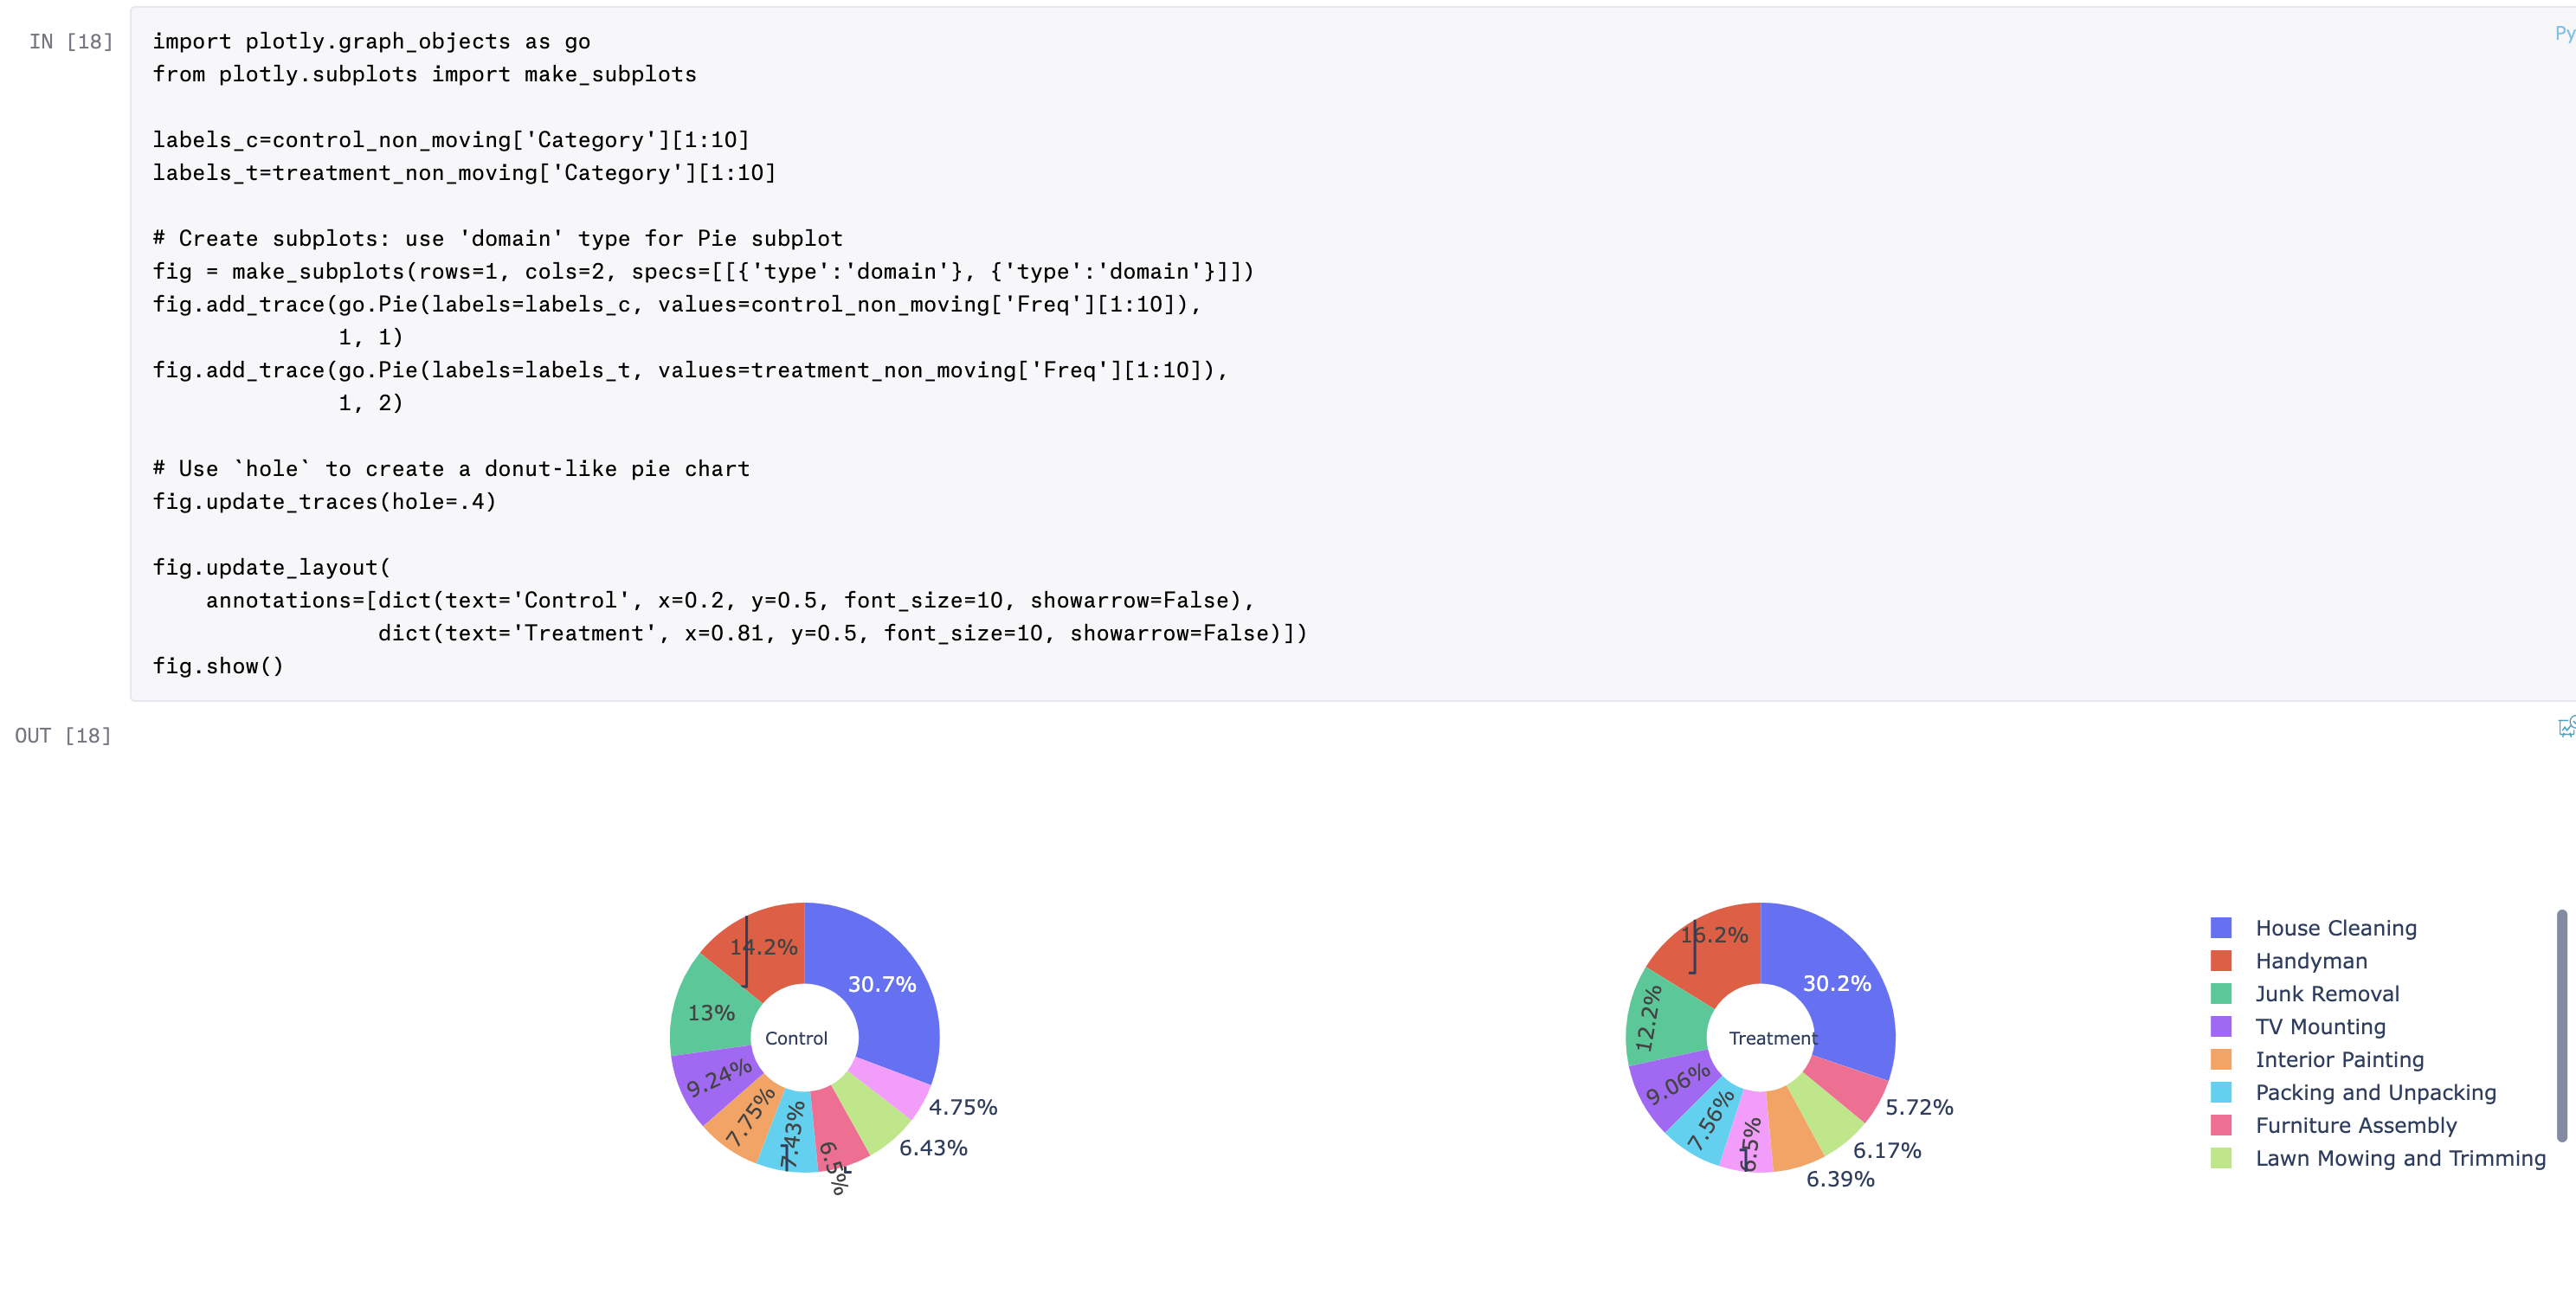 IN [18]
Py
import plotly.graph_objects as go
from plotly.subplots import make_subplots
labels_c=control_non_moving['Category'][1:10]
labels_t=treatment_non_moving['Category'][1:10]
# Create subplots: use 'domain' type for Pie subplot
fig = make_subplots(rows=1, cols=2, specs=[[{'type':'domain'}, {'type':'domain'}]])
fig.add_trace(go.Pie(labels=labels_c, values=control_non_moving['Freq'][1:10]),
1, 1)
fig.add_trace(go.Pie(labels=labels_t, values=treatment_non_moving['Freq'][1:10]),
1, 2)
# Use `hole` to create a donut-like pie chart
fig.update_traces(hole=.4)
fig.update_layout(
annotations=[dict(text='Control', x=0.2, y=0.5, font_size=10, showarrow=False),
dict(text='Treatment', x=0.81, y=0.5, font_size=10, showarrow=False)])
fig.show()
OUT [18]
14.2%
30.7%
13%
Control
9.24%
7.75%
7.43%
6.5%
6.43%
4.75%
16.2%
30.2%
12.2%
Treatment
9.06%
7.56%
6.5%
6.39%
6.17%
5.72%
House Cleaning
Handyman
Junk Removal
TV Mounting
Interior Painting
Packing and Unpacking
Furniture Assembly
Lawn Mowing and Trimming